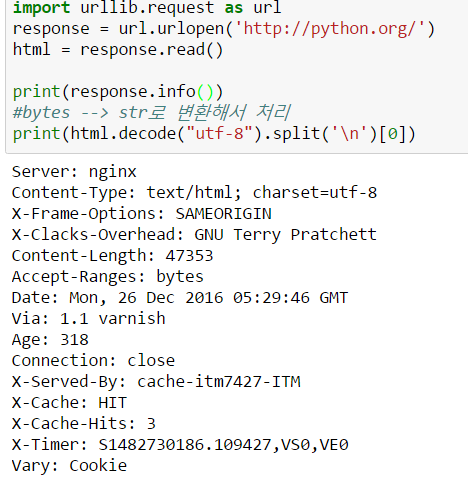 import urllib.request as url
response = url.urlopen('http://python.org/')
html = response.read()
print(response.info())
#bytes --> str로 변환해서 처리
print(html.decode("utf-8").split('\n')[0])
Server: nginx
Content-Type: text/html; charset=utf-8
X-Frame-Options: SAMEORIGIN
X-Clacks-Overhead: GNU Terry Pratchett
Content-Length: 47353
Accept-Ranges: bytes
Date: Mon, 26 Dec 2016 05:29:46 GMT
Via: 1.1 varnish
Age: 318
Connection: close
X-Served-By: cache-itm7427-ITM
X-Cache: HIT
X-Cache-Hits: 3
X-Timer: S1482730186.109427,VS0,VE0
Vary: Cookie